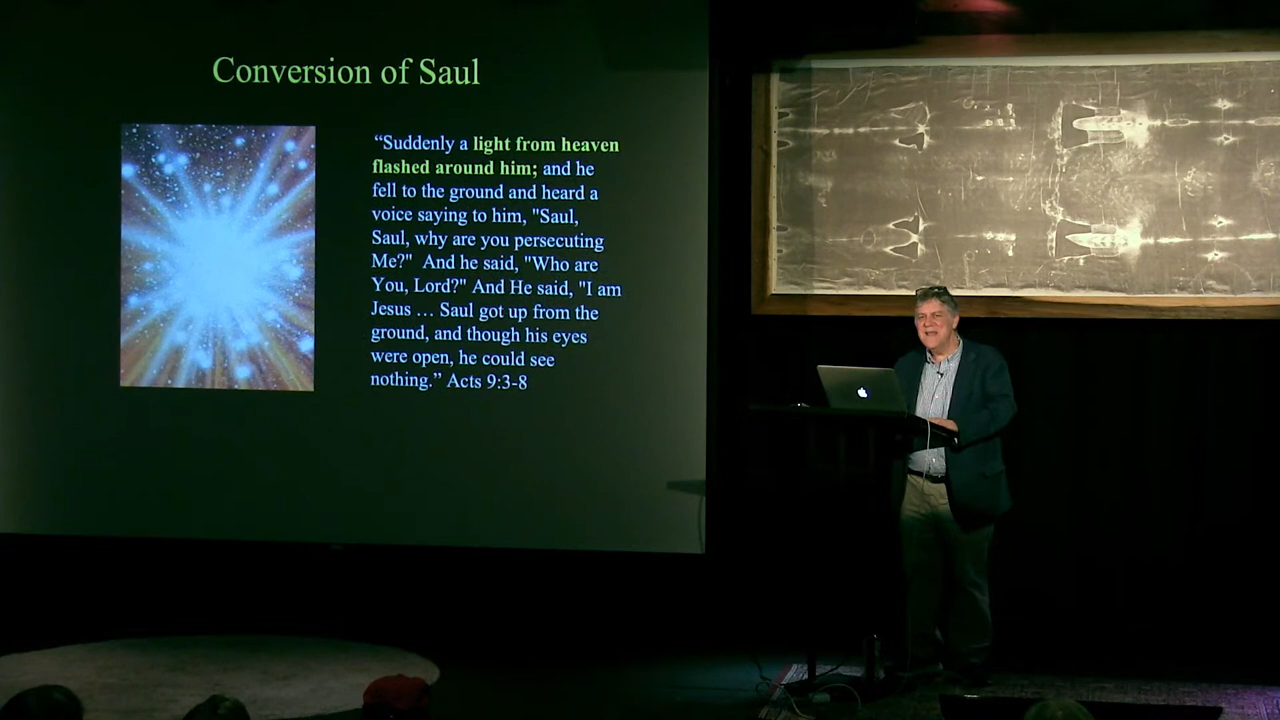 Conversion of Saul
“Suddenly a light from heaven
flashed around him; and he
fell to the ground and heard a
voice saying to him, "Saul,
Saul, why are you persecuting
Me?"  And he said, "Who are
You, Lord?" And He said, "I am
Jesus … Saul got up from the
ground, and though his eyes
were open, he could see
nothing.” Acts 9:3-8